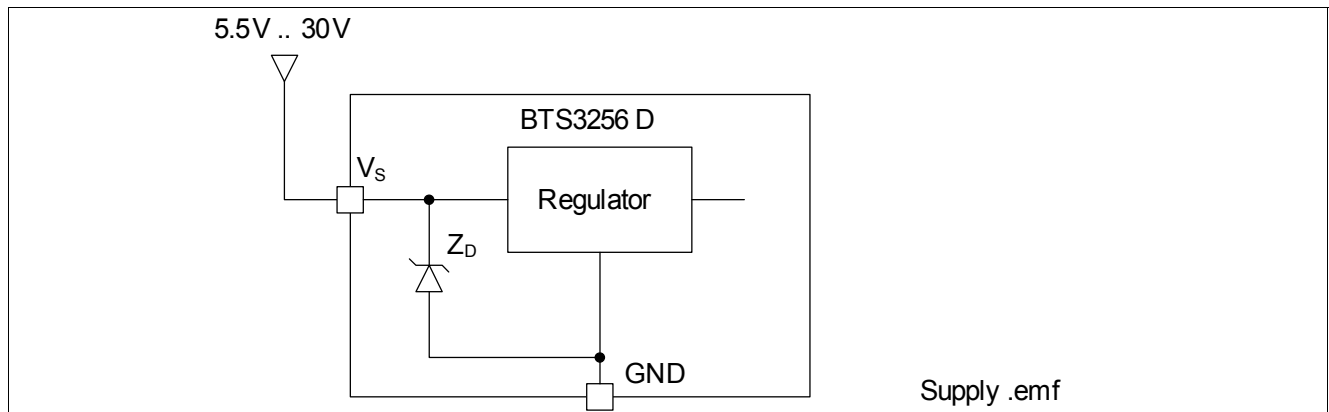 5.5V .. 30V
BTS3256 D
VS
Regulator
ZD
GND
Supply .emf